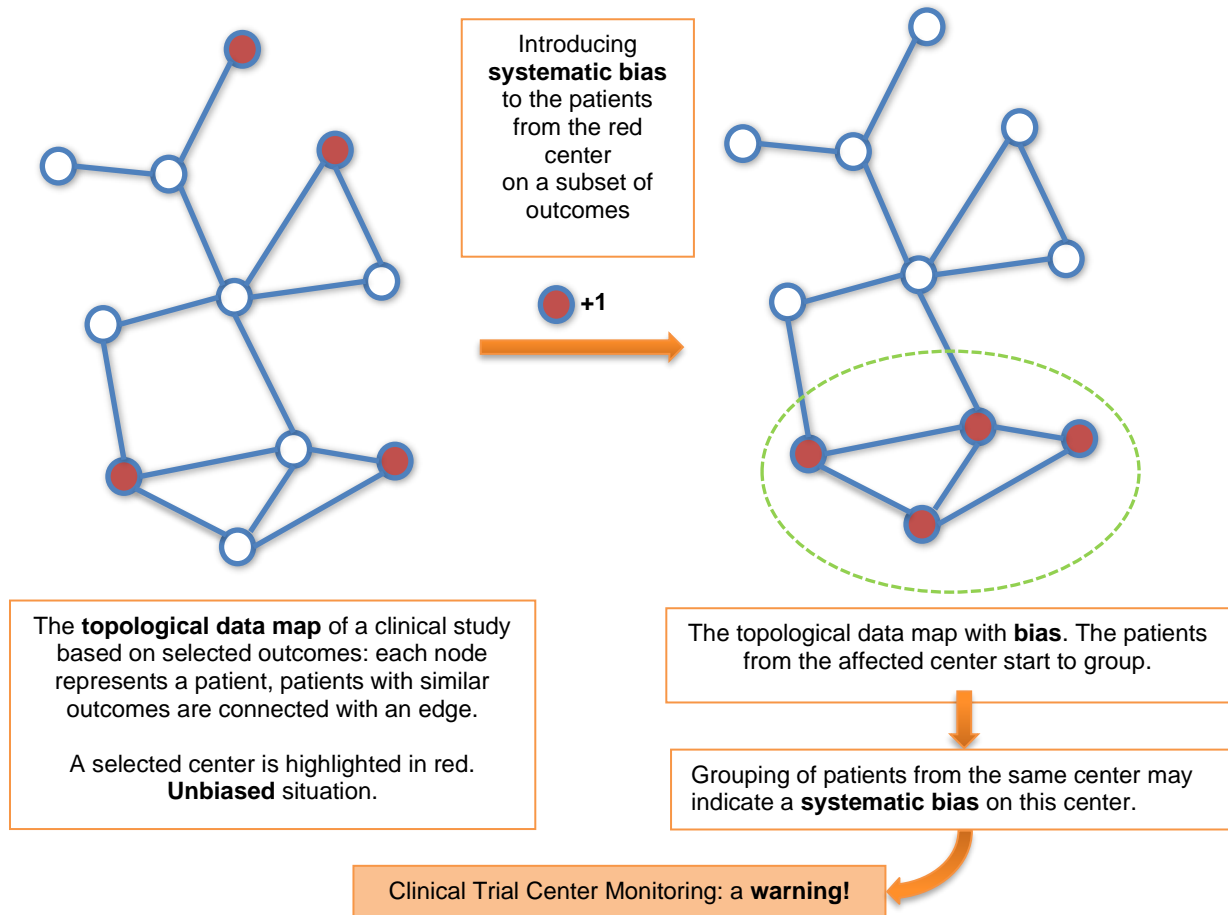 Introducing
systematic bias
to the patients
from the red
center
on a subset of
outcomes
+1
The topological data map of a clinical study
based on selected outcomes: each node
represents a patient, patients with similar
outcomes are connected with an edge.
A selected center is highlighted in red.
Unbiased situation.
The topological data map with bias. The patients
from the affected center start to group.
Grouping of patients from the same center may
indicate a systematic bias on this center.
Clinical Trial Center Monitoring: a warning!